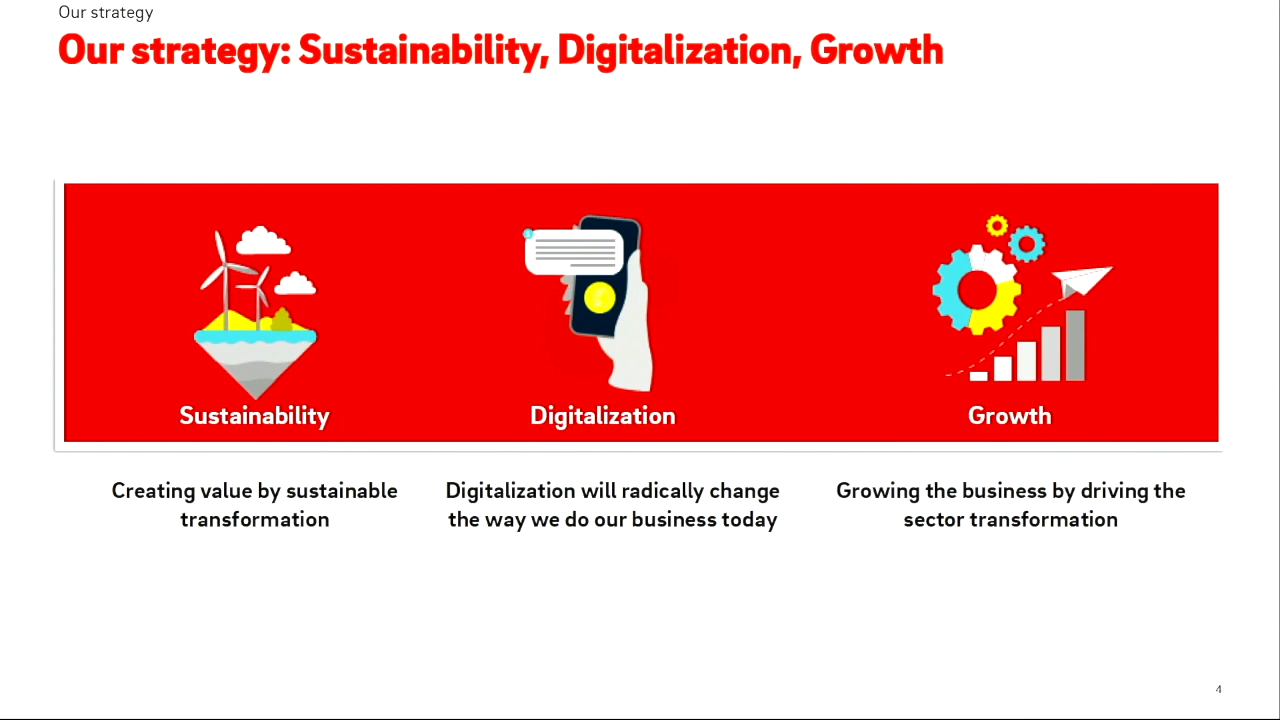 Our strategy
Our strategy: Sustainability, Digitalization, Growth
Sustainability
Digitalization
Growth
Creating value by sustainable
transformation
Digitalization will radically change
the way we do our business today
Growing the business by driving the
sector transformation
4